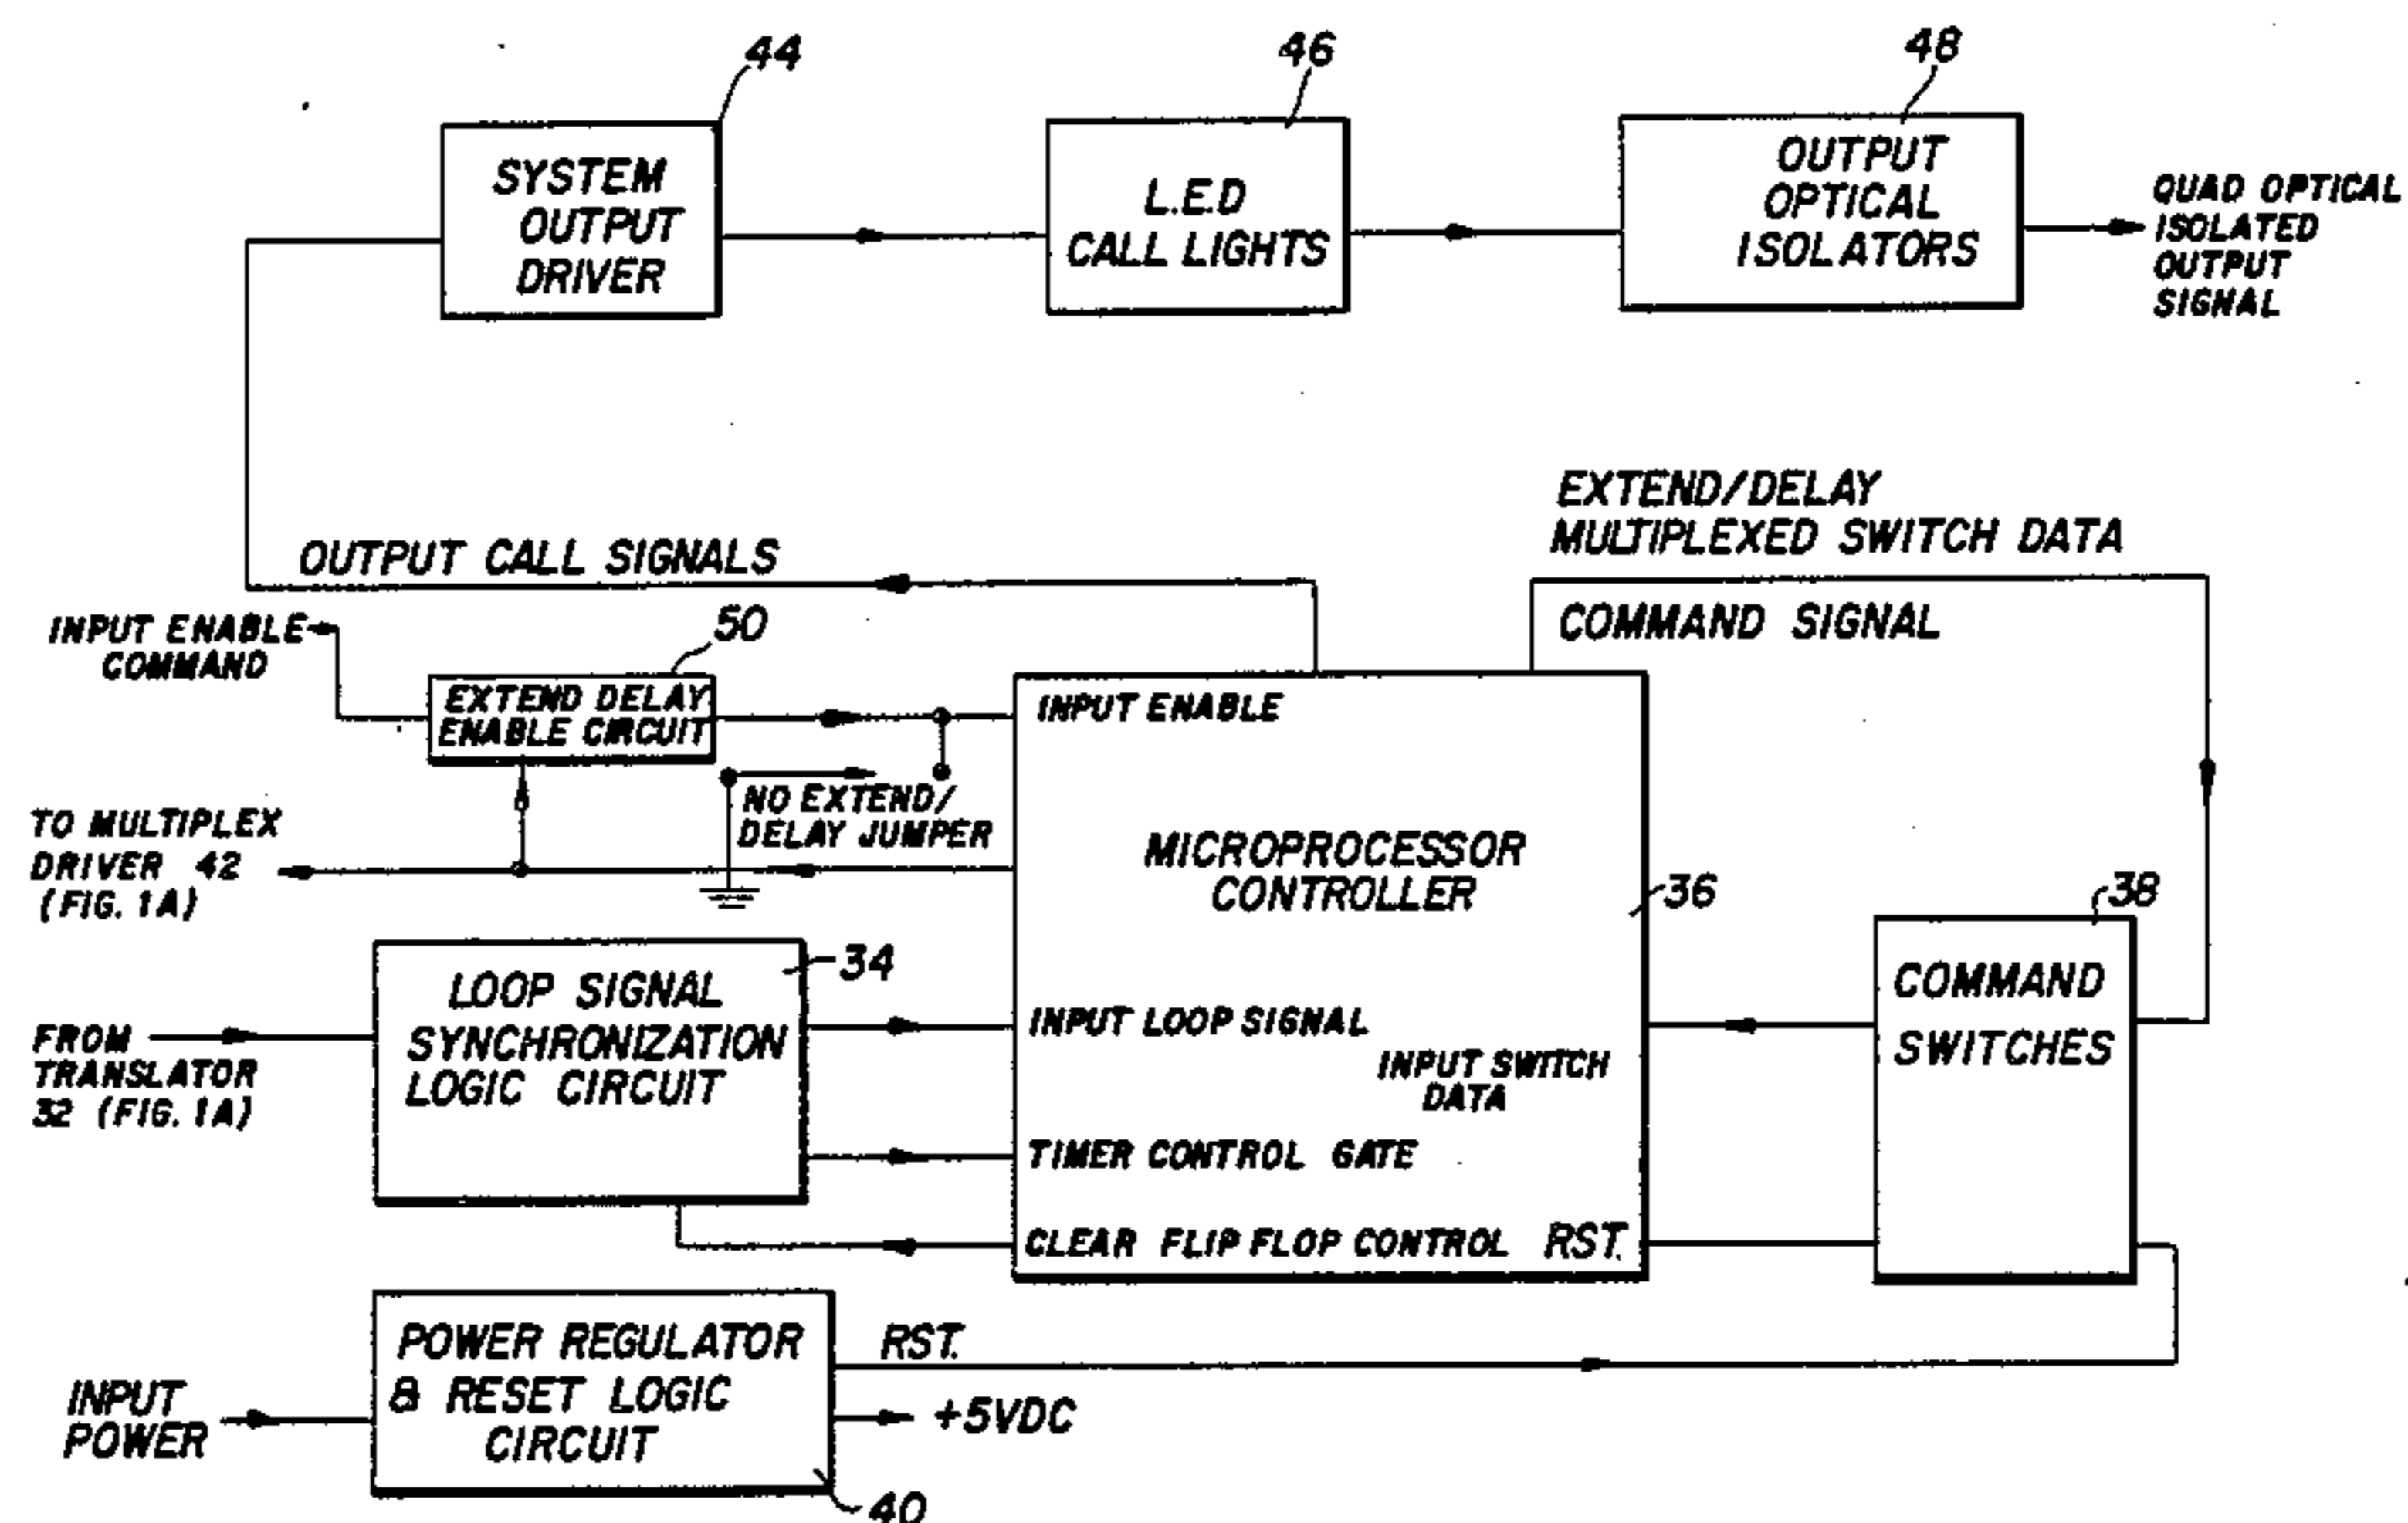 44
46
48
SYSTEM
OUTPUT
DRIVER
L.E.D
CALL LIGHTS
OUTPUT
OPTICAL
ISOLATORS
QUAD OPTICAL
ISOLATED
OUTPUT
SIGNAL
EXTEND/DELAY
MULTIPLEXED SWITCH DATA
COMMAND SIGNAL
OUTPUT CALL SIGNALS
INPUT ENABLE
COMMAND
50
EXTEND DELAY
ENABLE CIRCUIT
INPUT ENABLE
NO EXTEND/
DELAY JUMPER
TO MULTIPLEX
DRIVER 42
(FIG. 1A)
MICROPROCESSOR
CONTROLLER
36
38
COMMAND
SWITCHES
34
LOOP SIGNAL
SYNCHRONIZATION
LOGIC CIRCUIT
FROM
TRANSLATOR
32 (FIG. 1A)
INPUT LOOP SIGNAL
INPUT SWITCH
DATA
TIMER CONTROL GATE
CLEAR FLIP FLOP CONTROL RST.
POWER REGULATOR
& RESET LOGIC
CIRCUIT
RST.
+5VDC
INPUT
POWER
40